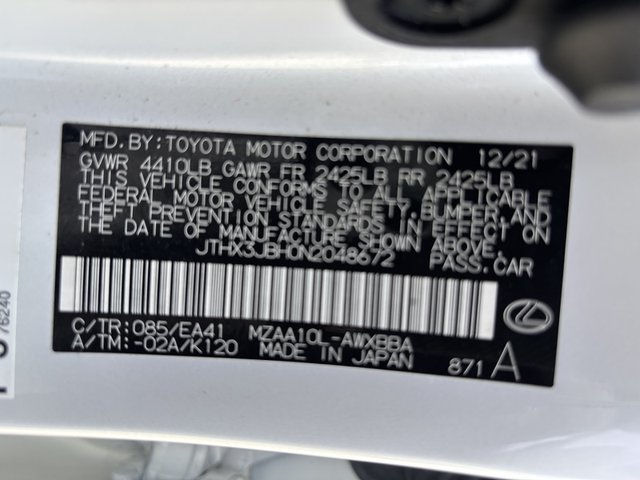 MFD.BY:TOYOTA MOTOR CORPORATION 12/21
GVWR 4410LB GAWR FR 2425LB RR 2425LB
THIS VEHICLE CONFORMS TO ALL APPLICABLE
FEDERAL MOTOR VEHICLE SAFETY,BUMPER,AND
THEFT PREVENTION STANDARDS IN EFFECT ON
THE DATE OF MANUFACTURE SHOWN ABOVE.
JTHX3JBH0N2048672 PASS.CAR
C/TR:085/EA41 MZAA10L-AWXBBA
A/TM:-02A/K120 MADE IN JAPAN 871 A
76240